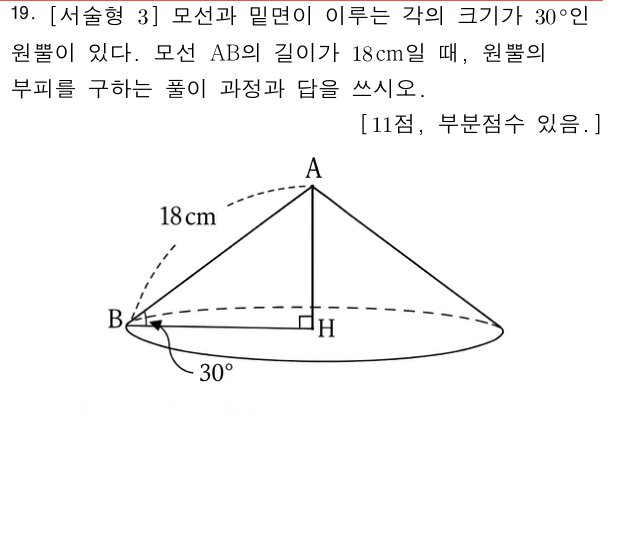 19. [서술형 3] 모선과 밑면이 이루는 각의 크기가 30°인
원뿔이 있다. 모선 AB의 길이가 18cm일 때, 원뿔의
부피를 구하는 풀이 과정과 답을 쓰시오.
[11점, 부분점수 있음.]
A
18cm
B
H
30°